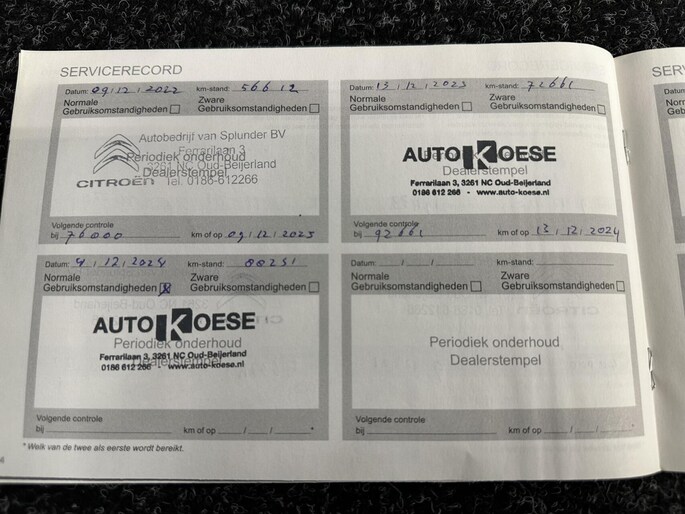 SERVICERECORD
Datum: 09/12/2022 km-stand: 56612
Normale Gebruiksomstandigheden
Zware Gebruiksomstandigheden
Autobedrijf van Splunder BV
Ferrarilaan 3
Periodiek onderhoud
3261 NC Oud-Beijerland
Dealerstempel
CITROËN Tel. 0186-612266
Volgende controle
bij 76000 km of op 09/12/2023
Datum: 13/12/2023 km-stand: 72661
Normale Gebruiksomstandigheden
Zware Gebruiksomstandigheden
AUTO KOESE
Dealerstempel
Ferrarilaan 3, 3261 NC Oud-Beijerland
0186 612 266 - www.auto-koese.nl
Volgende controle
bij 92661 km of op 13/12/2024
Datum: 4/12/2024 km-stand: 80251
Normale Gebruiksomstandigheden
Zware Gebruiksomstandigheden
AUTO KOESE
Periodiek onderhoud
Ferrarilaan 3, 3261 NC Oud-Beijerland
Dealerstempel
0186 612 266 - www.auto-koese.nl
Volgende controle
bij km of op / / *
Datum: / / km-stand:
Normale Gebruiksomstandigheden
Zware Gebruiksomstandigheden
Periodiek onderhoud
Dealerstempel
Volgende controle
bij km of op / / *
* Welk van de twee als eerste wordt bereikt.